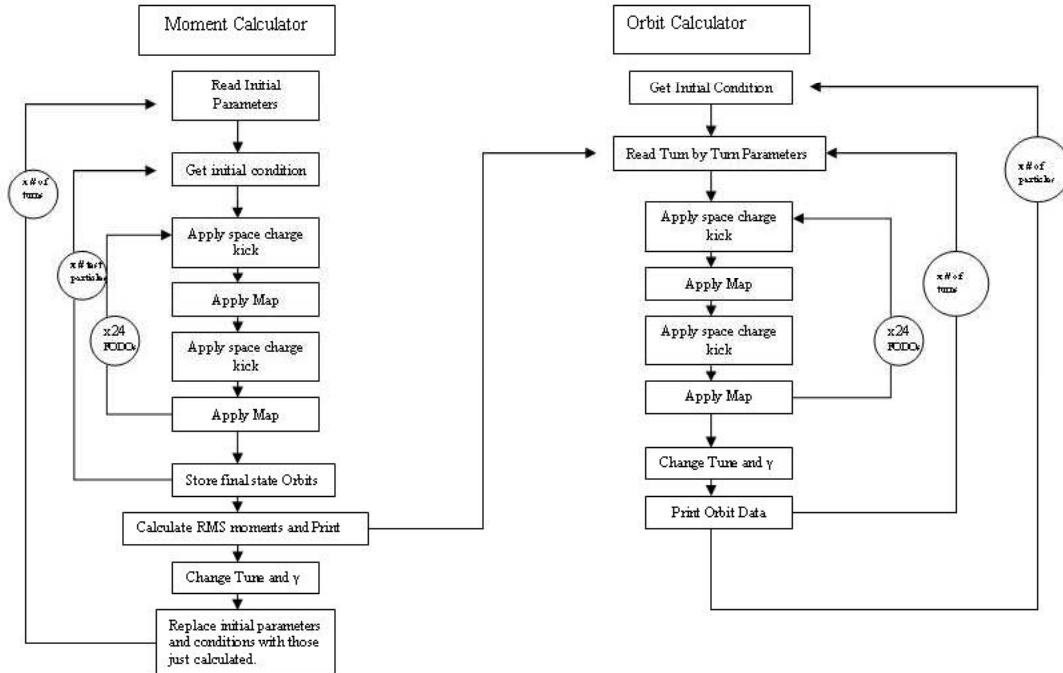 Moment Calculator
Read Initial
Parameters
Get initial condition
Apply space charge
kick
Apply Map
Apply space charge
kick
Apply Map
Store final state Orbits
Calculate RMS moments and Print
Change Tune and γ
Replace initial parameters
and conditions with those
just calculated.
x # of
turns
x # test
particles
x24
FODOs
Orbit Calculator
Get Initial Condition
Read Turn by Turn Parameters
Apply space charge
kick
Apply Map
Apply space charge
kick
Apply Map
Change Tune and γ
Print Orbit Data
x24
FODOs
x # of
turns
x # of
particles